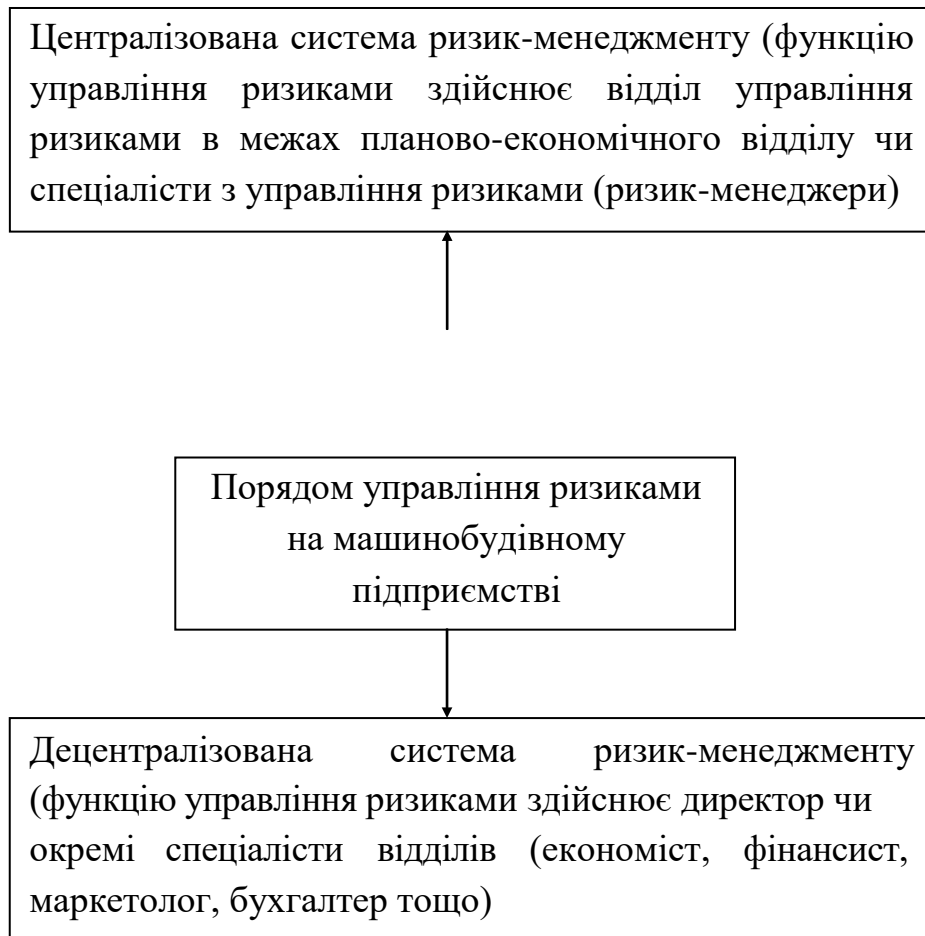 Централізована система ризик-менеджменту (функцію
управління ризиками здійснює відділ управління
ризиками в межах планово-економічного відділу чи
спеціалісти з управління ризиками (ризик-менеджери)
Порядом управління ризиками
на машинобудівному
підприємстві
Децентралізована система ризик-менеджменту
(функцію управління ризиками здійснює директор чи
окремі спеціалісти відділів (економіст, фінансист,
маркетолог, бухгалтер тощо)